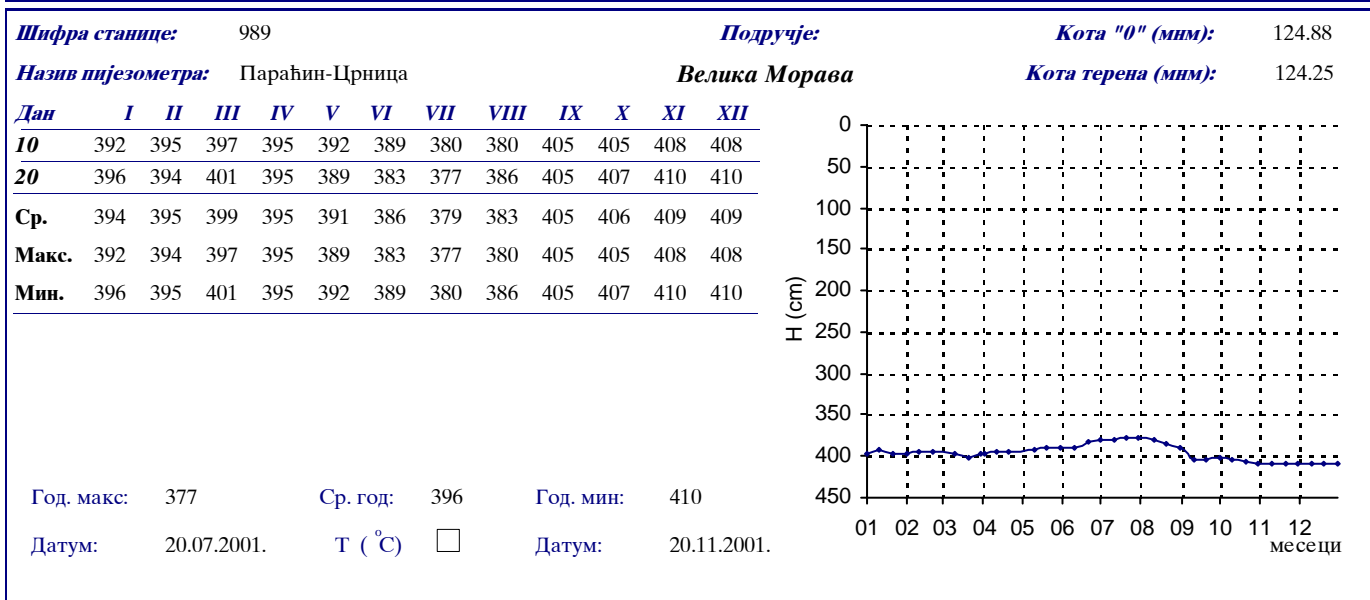 Шифра станице: 989 Подручје: Кота "0" (мнм): 124.88
Назив пијезометра: Параћин-Црница Велика Морава Кота терена (мнм): 124.25
Дан I II III IV V VI VII VIII IX X XI XII
10 392 395 397 395 392 389 380 380 405 405 408 408
20 396 394 401 395 389 383 377 386 405 407 410 410
Ср. 394 395 399 395 391 386 379 383 405 406 409 409
Макс. 392 394 397 395 389 383 377 380 405 405 408 408
Мин. 396 395 401 395 392 389 380 386 405 407 410 410
0
50
100
150
200
250
300
350
400
450
H (cm)
01 02 03 04 05 06 07 08 09 10 11 12
месеци
Год. макс: 377 Ср. год: 396 Год. мин: 410
Датум: 20.07.2001. Т ( °C) Датум: 20.11.2001.